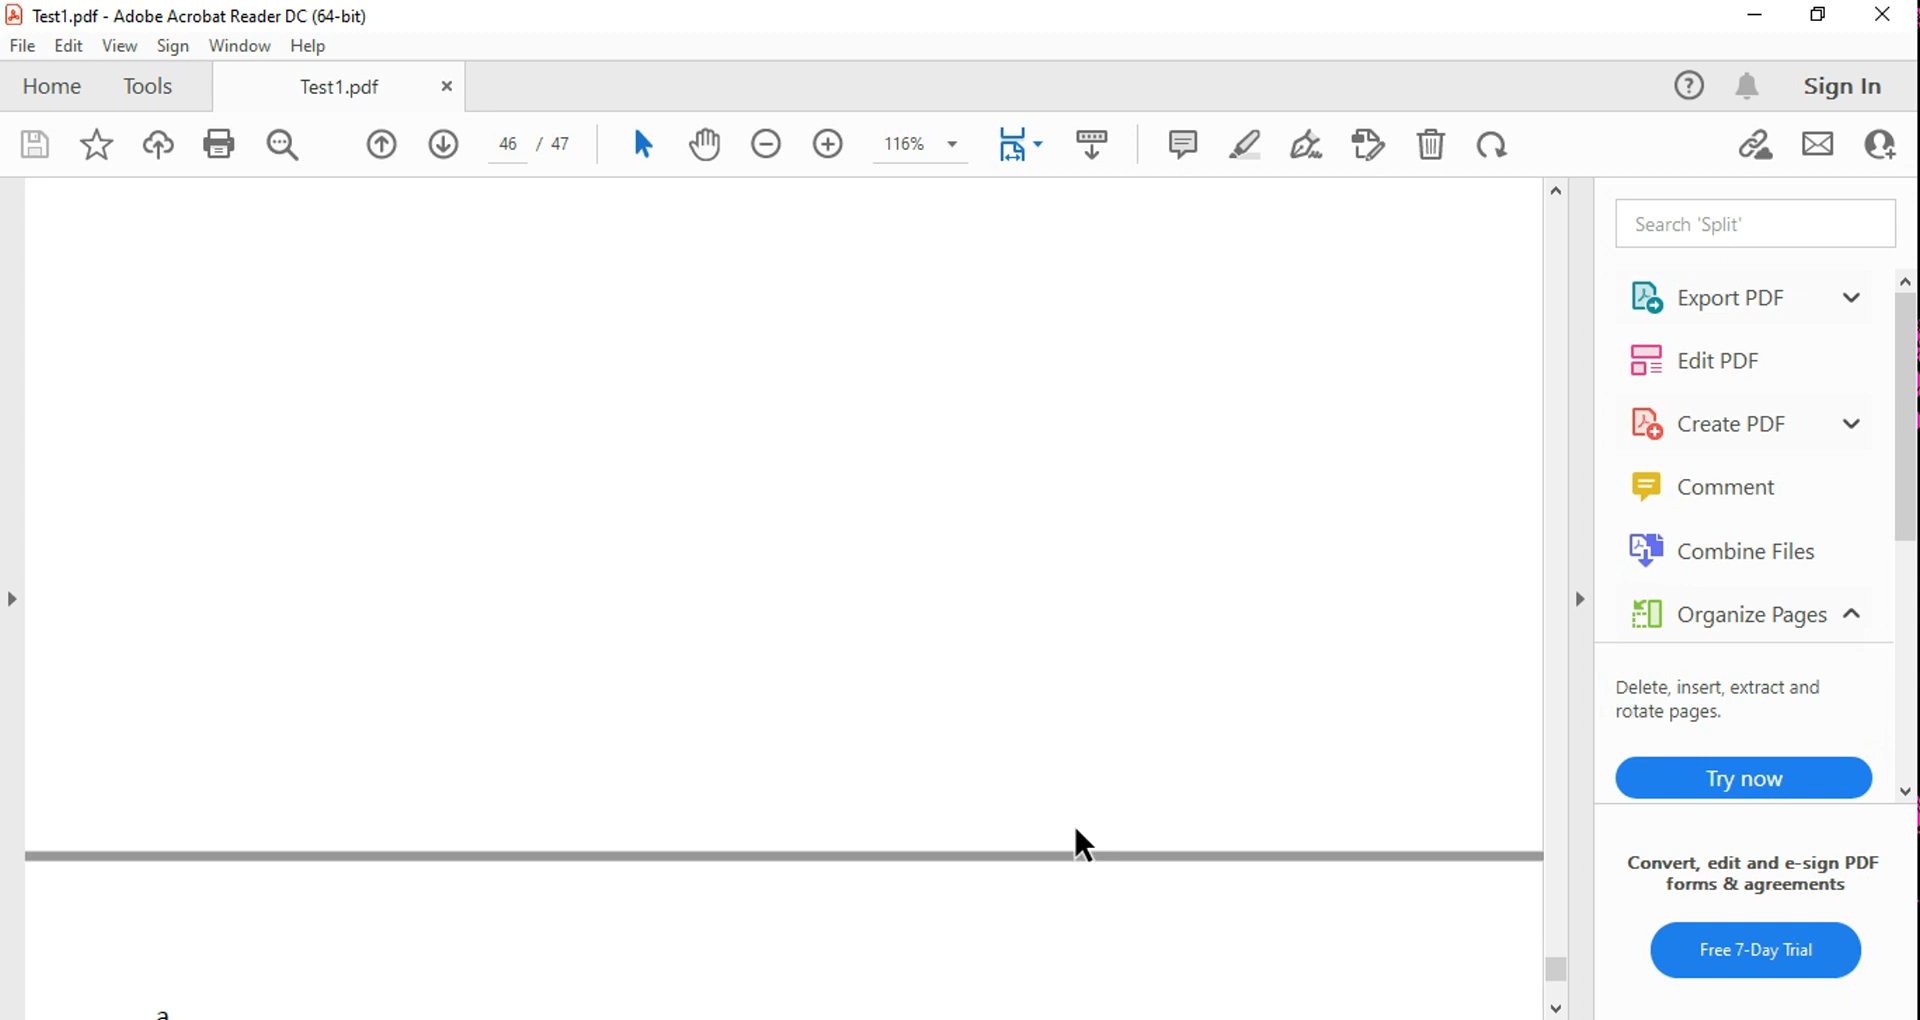 Test1.pdf - Adobe Acrobat Reader DC (64-bit)
File Edit View Sign Window Help
Home Tools Test1.pdf × Sign In
46 / 47 116%
Search 'Split'
Export PDF
Edit PDF
Create PDF
Comment
Combine Files
Organize Pages
Delete, insert, extract and
rotate pages.
Try now
Convert, edit and e-sign PDF
forms & agreements
Free 7-Day Trial
a